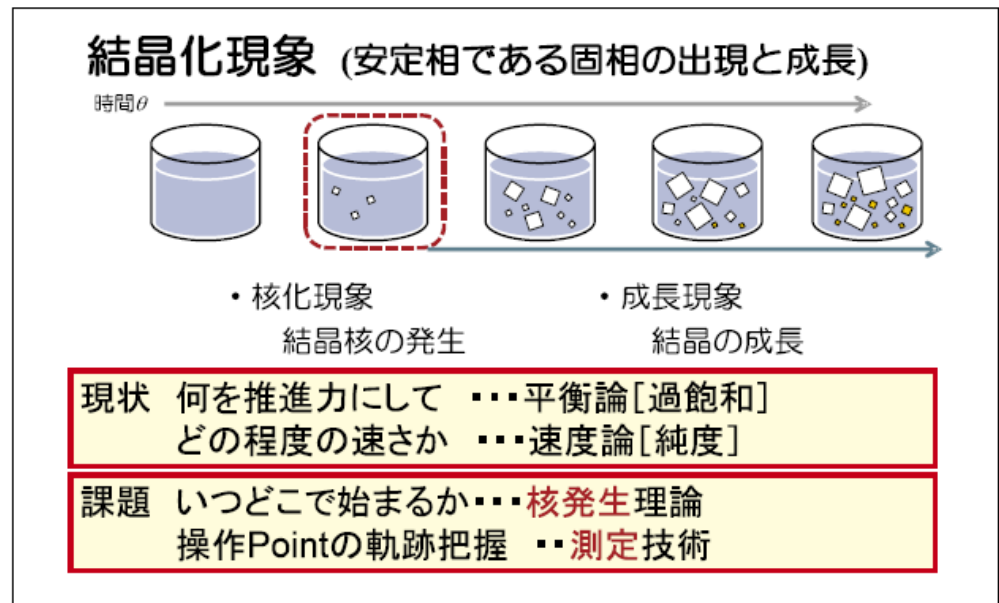 結晶化現象 (安定相である固相の出現と成長)
時間θ
・核化現象
結晶核の発生
・成長現象
結晶の成長
現状 何を推進力にして ・・・平衡論[過飽和]
どの程度の速さか ・・・速度論[純度]
課題 いつどこで始まるか・・・核発生理論
操作Pointの軌跡把握 ・・測定技術